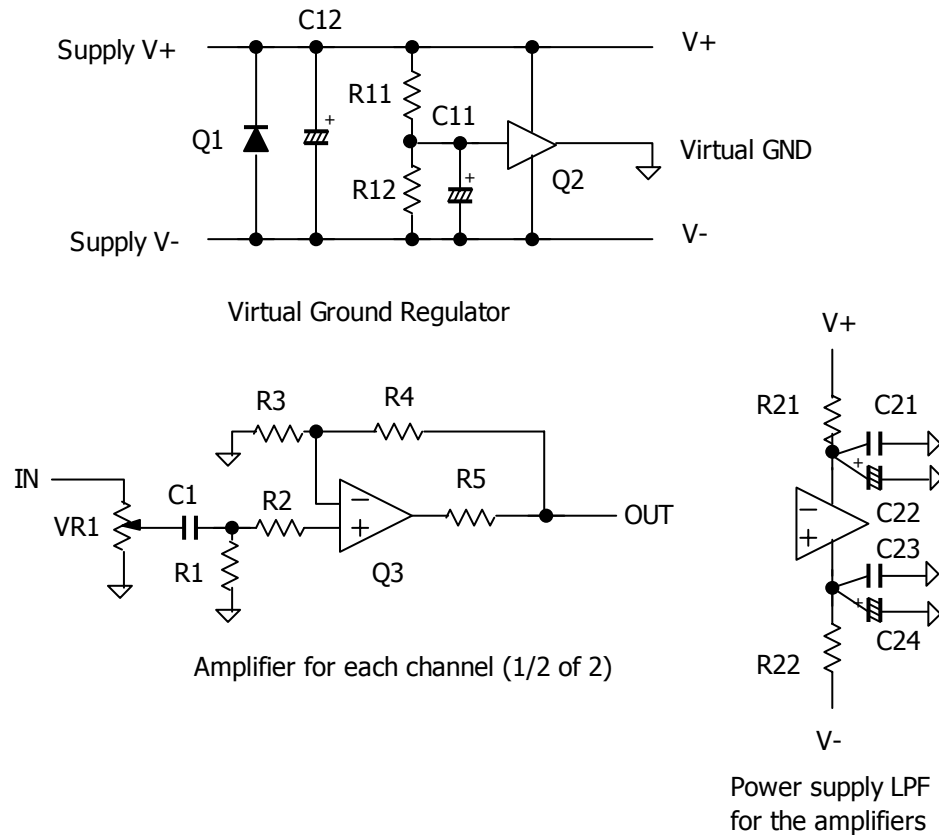 C12
Supply V+
V+
R11
C11
Q1
+
+
Virtual GND
R12
Q2
Supply V-
V-
Virtual Ground Regulator
V+
R3
R4
R21
C21
+
IN
C1
R2
R5
VR1
−
+
OUT
−
+
C22
R1
Q3
C23
+
C24
R22
Amplifier for each channel (1/2 of 2)
V-
Power supply LPF
for the amplifiers